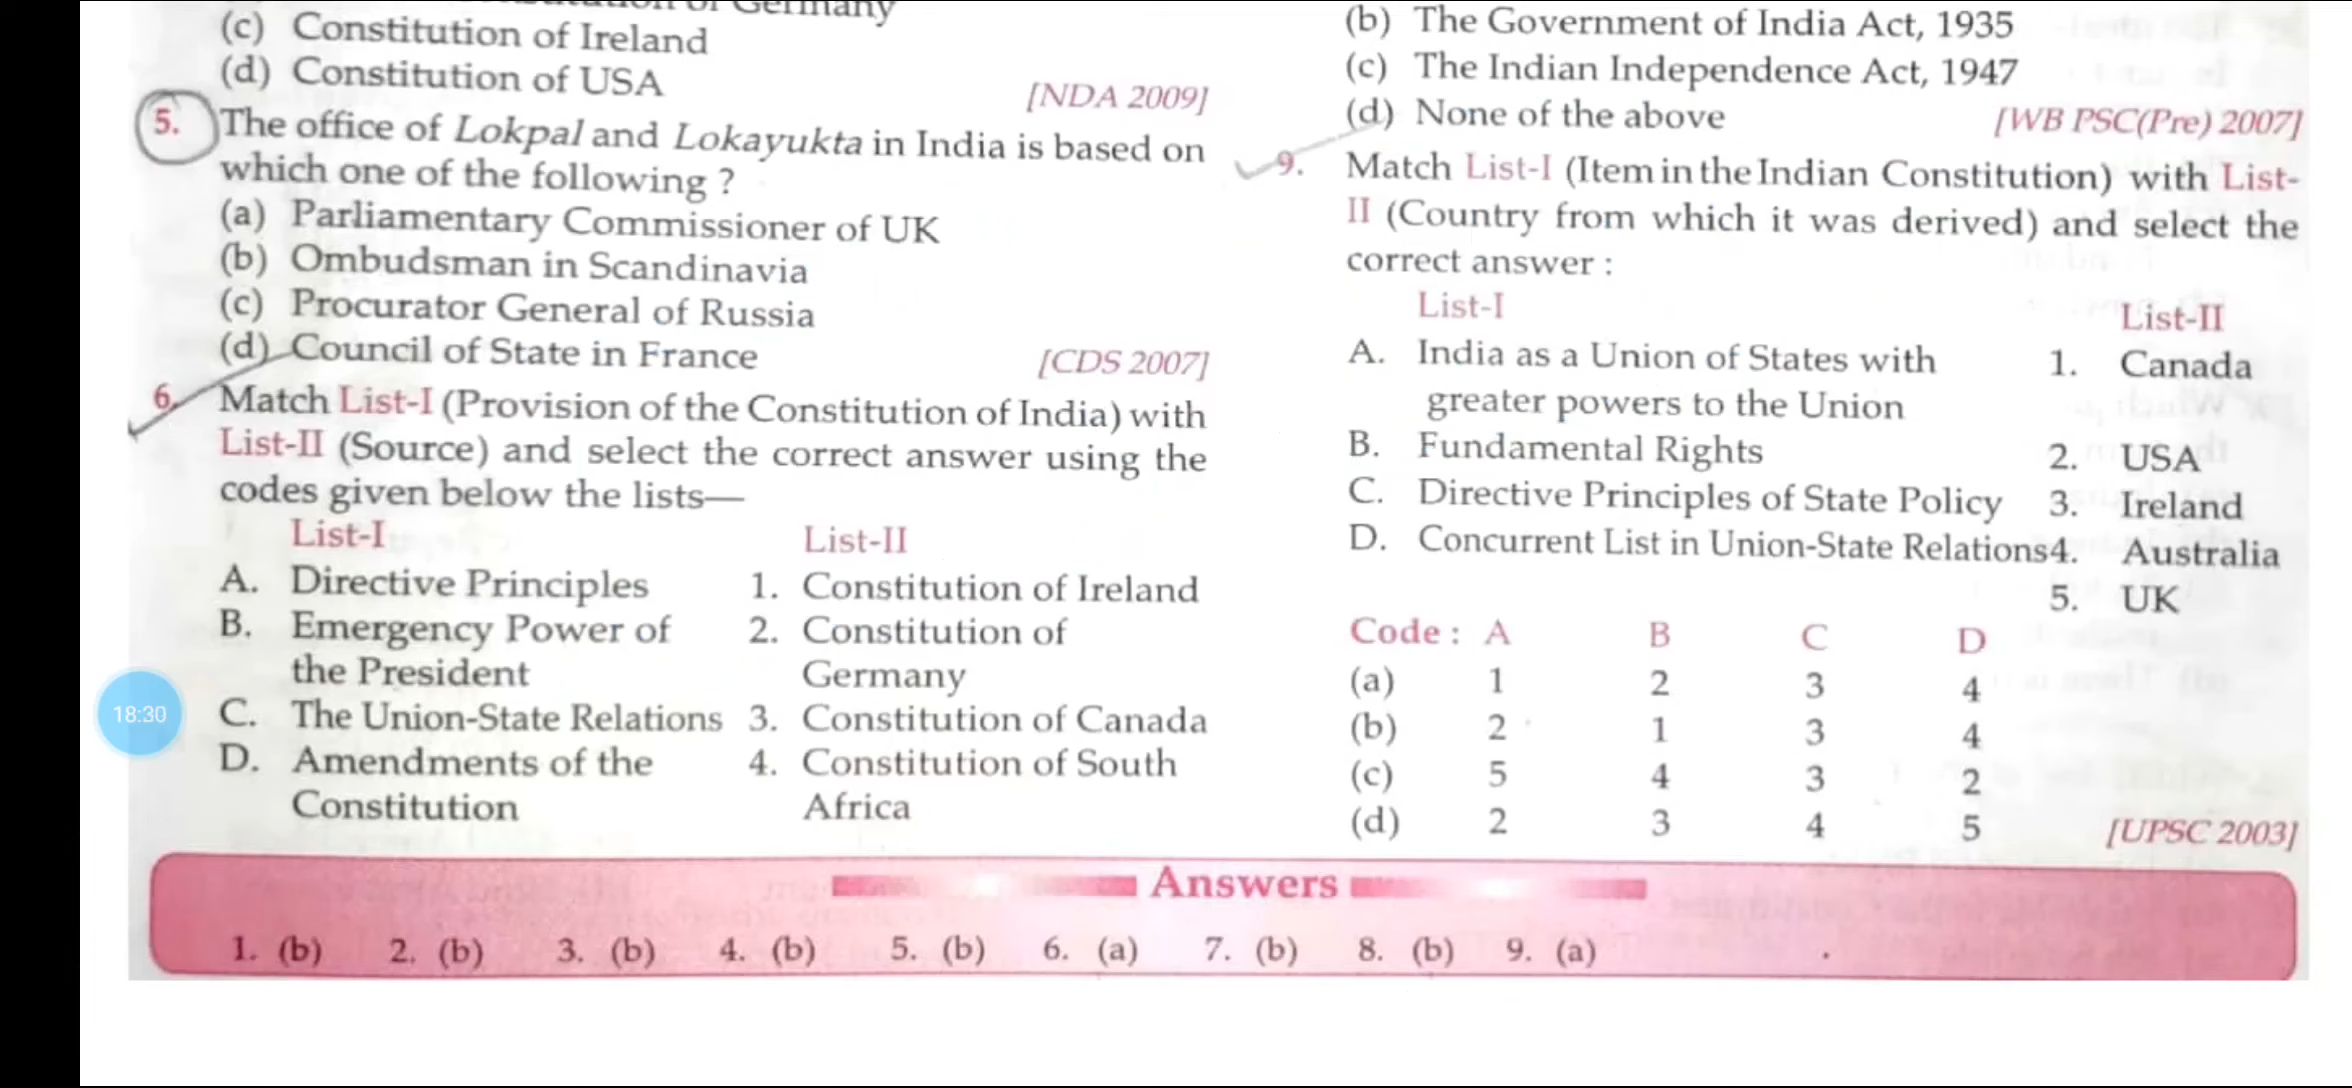 of Germany
(c) Constitution of Ireland
(d) Constitution of USA
[NDA 2009]
5. The office of Lokpal and Lokayukta in India is based on
which one of the following ?
(a) Parliamentary Commissioner of UK
(b) Ombudsman in Scandinavia
(c) Procurator General of Russia
(d) Council of State in France
[CDS 2007]
6. Match List-I (Provision of the Constitution of India) with
List-II (Source) and select the correct answer using the
codes given below the lists—
List-I List-II
A. Directive Principles 1. Constitution of Ireland
B. Emergency Power of 2. Constitution of
the President Germany
C. The Union-State Relations 3. Constitution of Canada
D. Amendments of the 4. Constitution of South
Constitution Africa
18:30
(b) The Government of India Act, 1935
(c) The Indian Independence Act, 1947
(d) None of the above [WB PSC(Pre) 2007]
9. Match List-I (Item in the Indian Constitution) with List-
II (Country from which it was derived) and select the
correct answer :
List-I List-II
A. India as a Union of States with 1. Canada
greater powers to the Union
B. Fundamental Rights 2. USA
C. Directive Principles of State Policy 3. Ireland
D. Concurrent List in Union-State Relations4. Australia
5. UK
Code : A B C D
(a) 1 2 3 4
(b) 2 1 3 4
(c) 5 4 3 2
(d) 2 3 4 5 [UPSC 2003]
Answers
1. (b) 2. (b) 3. (b) 4. (b) 5. (b) 6. (a) 7. (b) 8. (b) 9. (a)